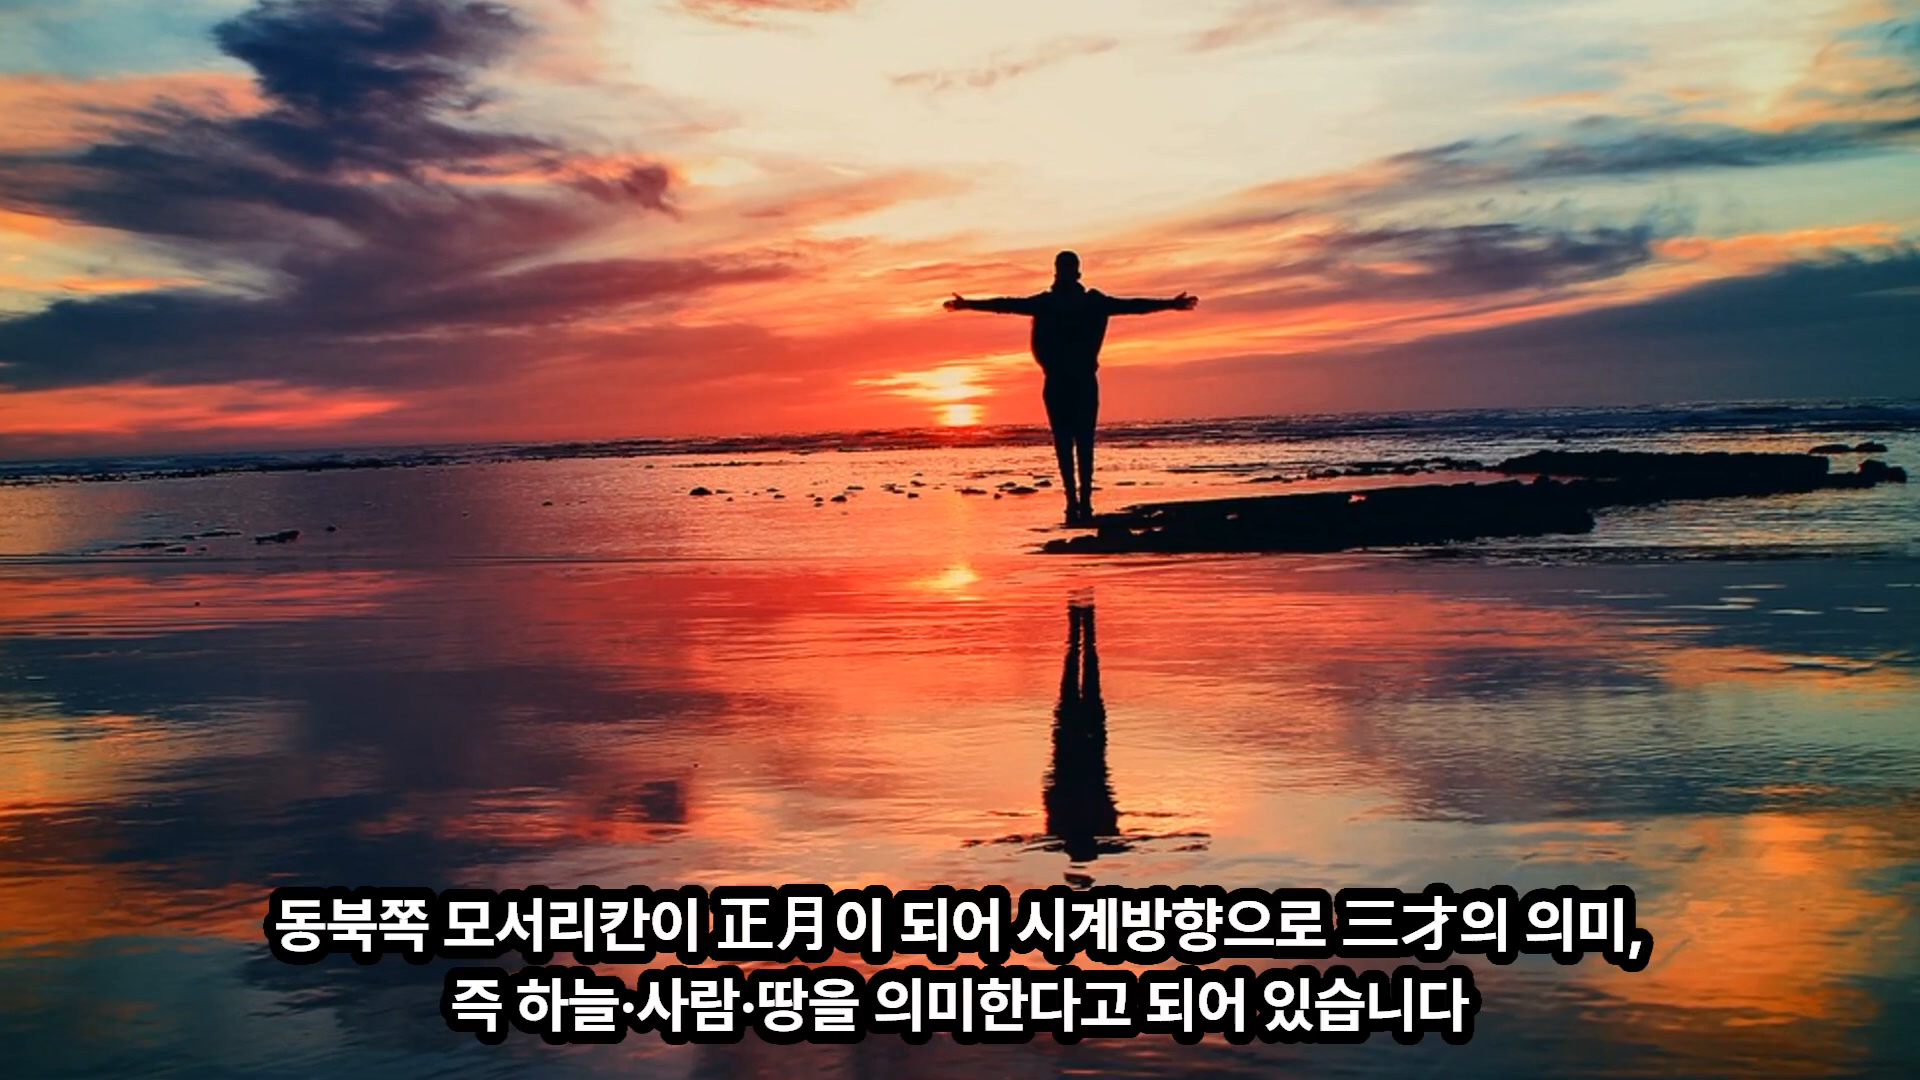 동북쪽 모서리칸이 正月이 되어 시계방향으로 三才의 의미,
즉 하늘·사람·땅을 의미한다고 되어 있습니다